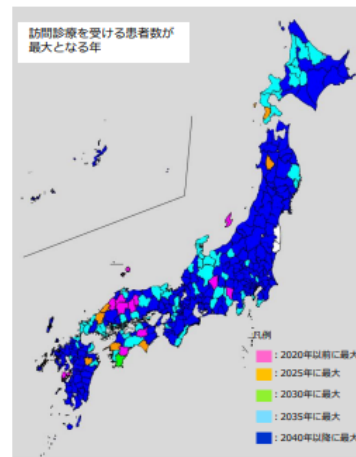 訪問診療を受ける患者数が
最大となる年
凡例
：2020年以前に最大
：2025年に最大
：2030年に最大
：2035年に最大
：2040年以降に最大